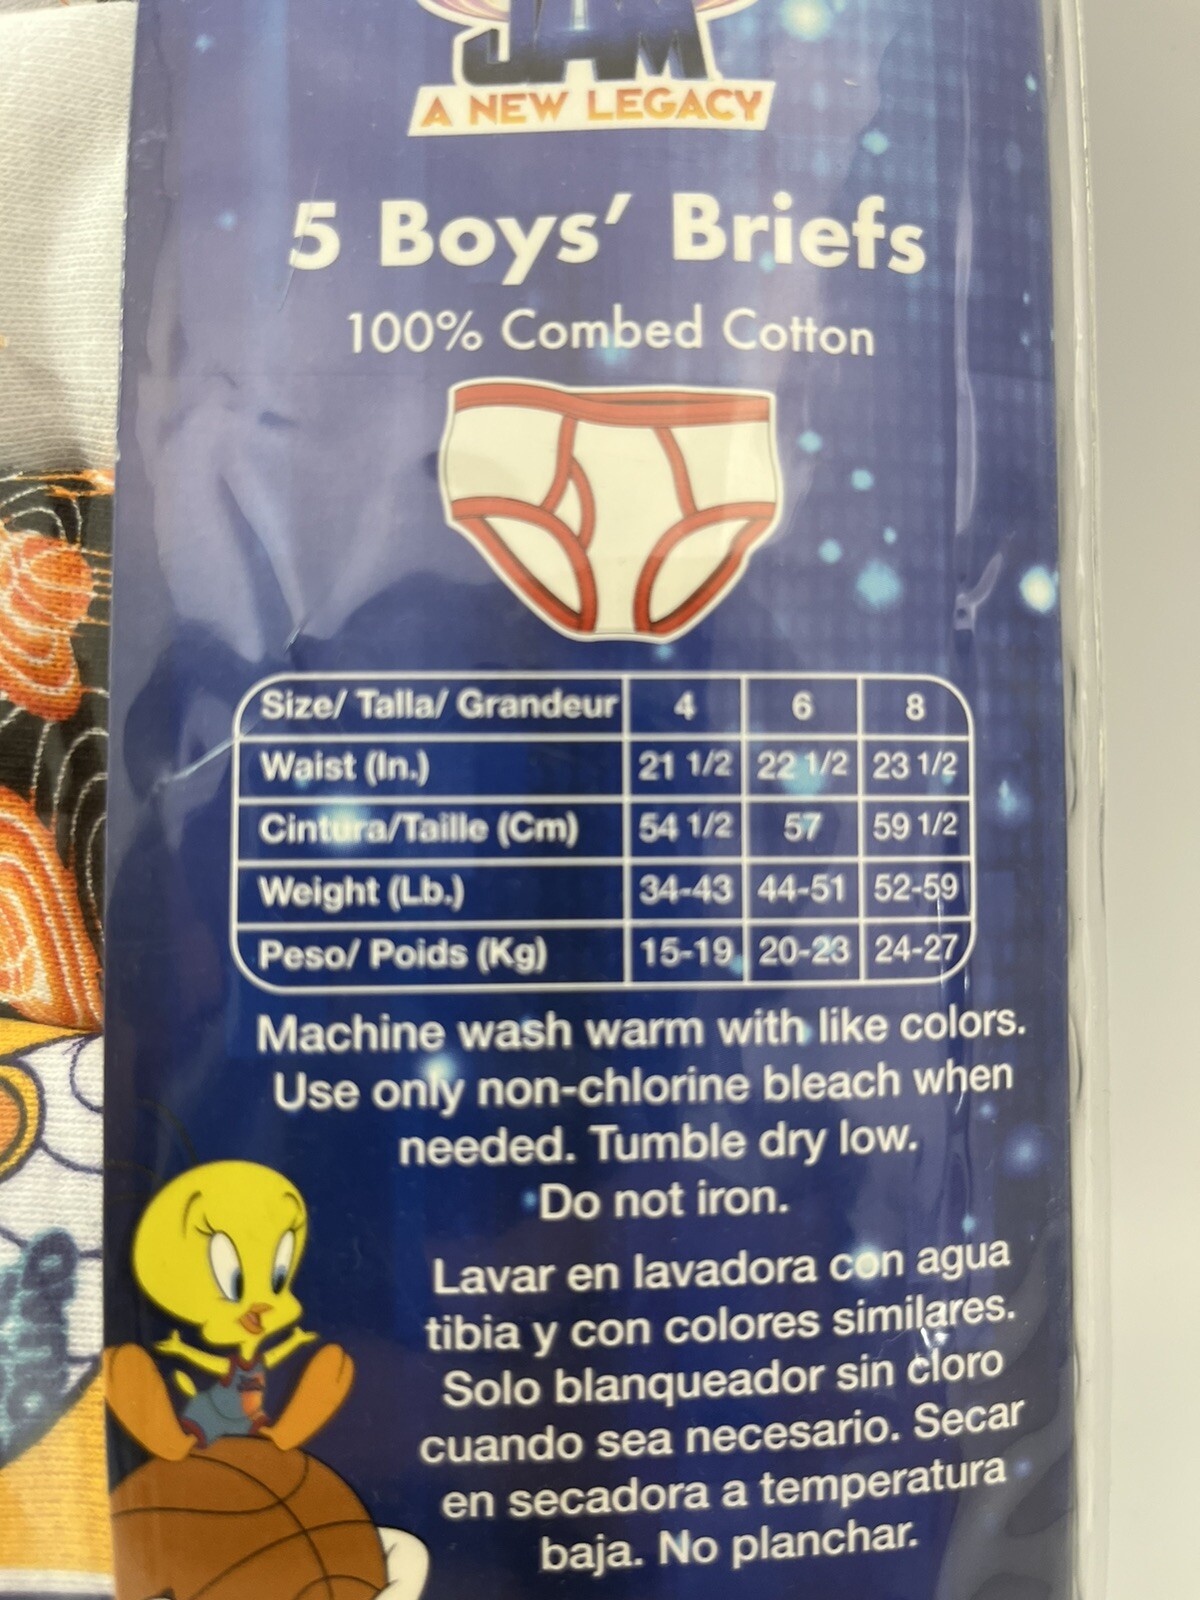 JAM
A NEW LEGACY
5 Boys' Briefs
100% Combed Cotton
Size/ Talla/ Grandeur 4 6 8
Waist (In.) 21 1/2 22 1/2 23 1/2
Cintura/Taille (Cm) 54 1/2 57 59 1/2
Weight (Lb.) 34-43 44-51 52-59
Peso/ Poids (Kg) 15-19 20-23 24-27
Machine wash warm with like colors.
Use only non-chlorine bleach when
needed. Tumble dry low.
Do not iron.
Lavar en lavadora con agua
tibia y con colores similares.
Solo blanqueador sin cloro
cuando sea necesario. Secar
en secadora a temperatura
baja. No planchar.